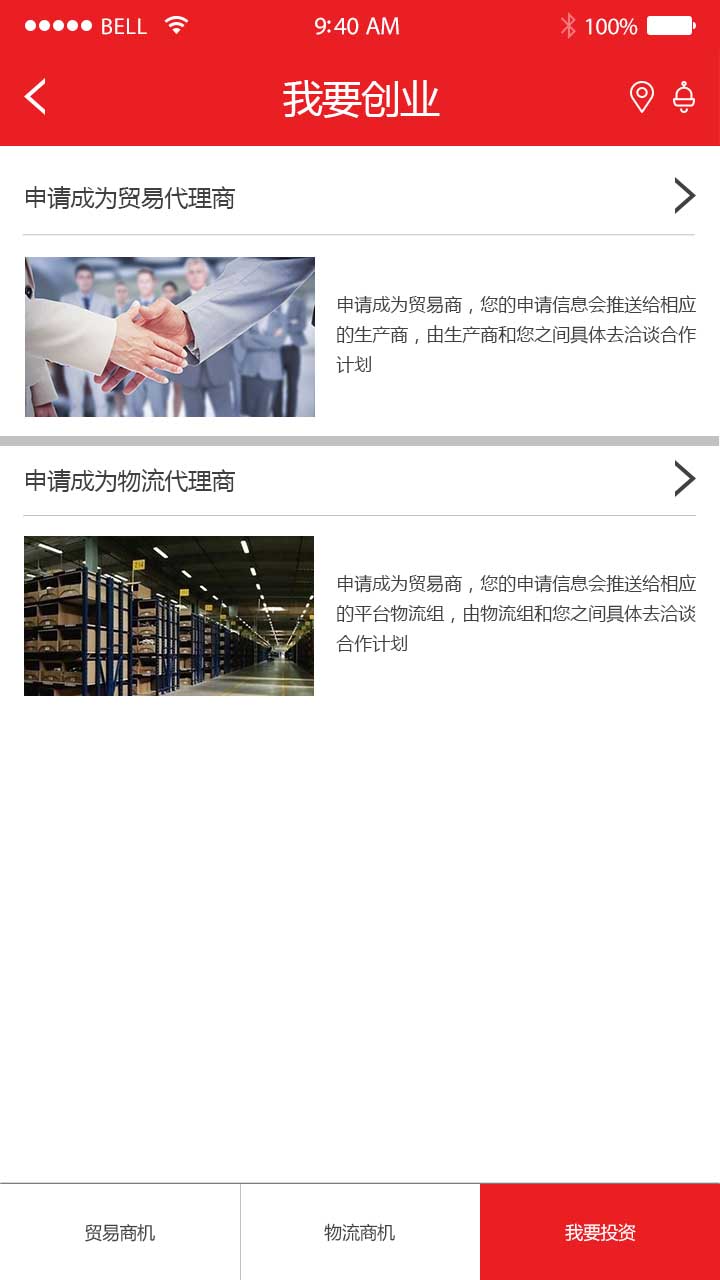 BELL 9:40 AM 100%
我要创业
申请成为贸易代理商
申请成为贸易商，您的申请信息会推送给相应
的生产商，由生产商和您之间具体去洽谈合作
计划
申请成为物流代理商
214
申请成为贸易商，您的申请信息会推送给相应
的平台物流组，由物流组和您之间具体去洽谈
合作计划
贸易商机 物流商机 我要投资